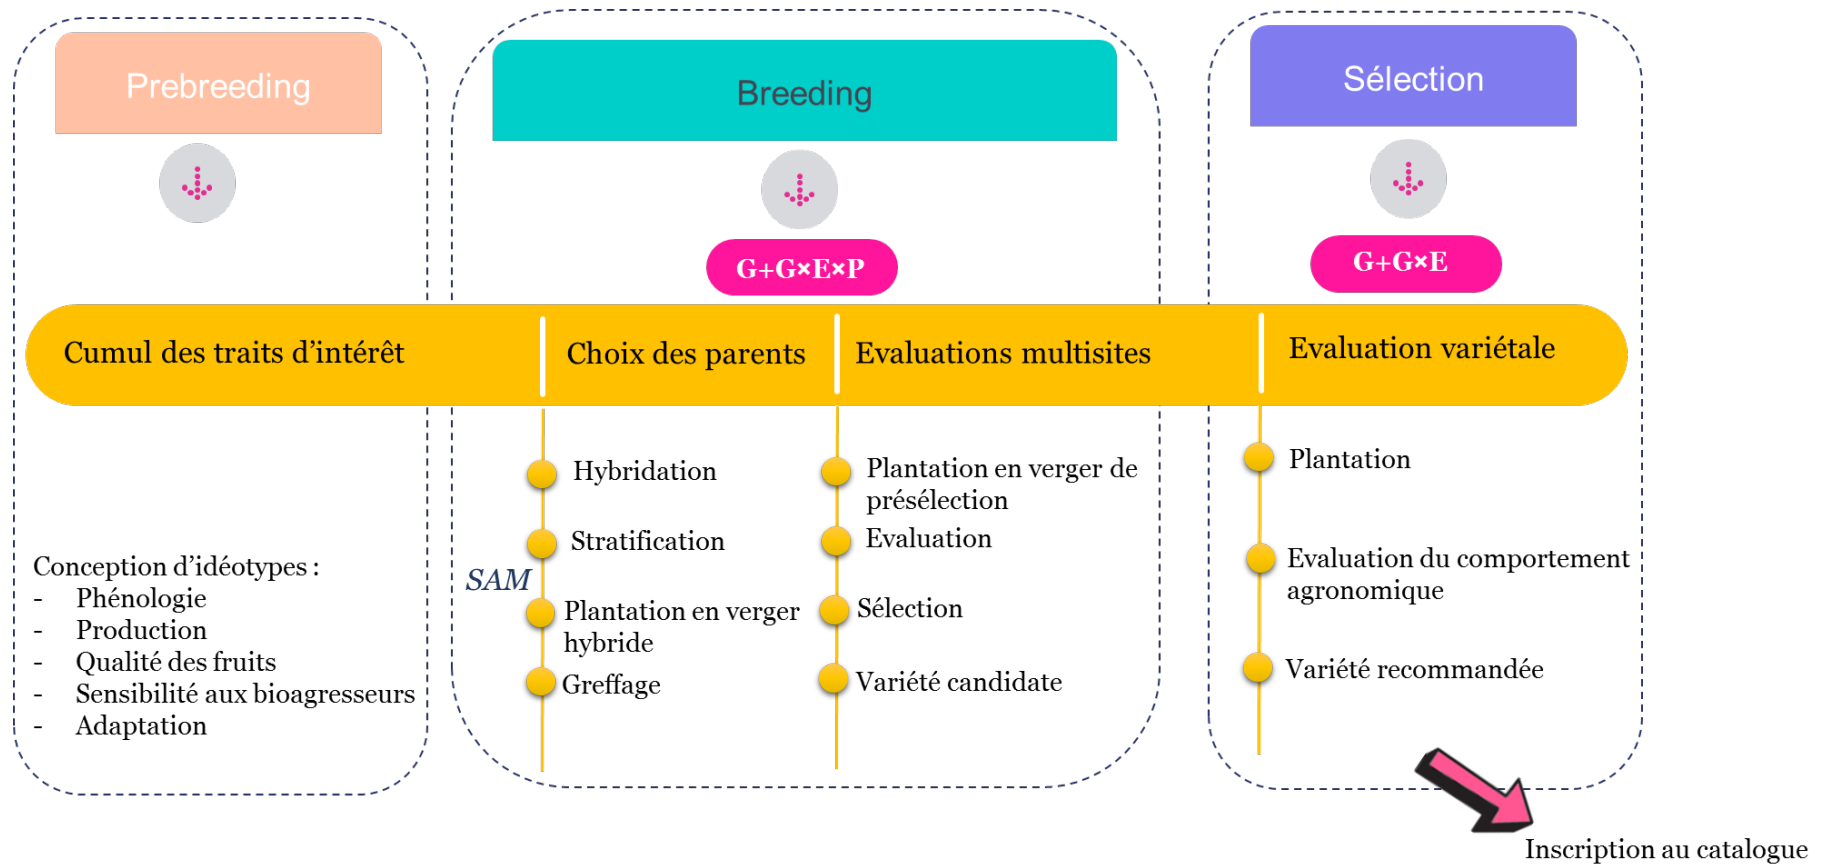 Prebreeding
Breeding
Sélection
G+G×E×P
G+G×E
Cumul des traits d’intérêt
Choix des parents
Evaluations multisites
Evaluation variétale
Conception d’idéotypes :
- Phénologie
- Production
- Qualité des fruits
- Sensibilité aux bioagresseurs
- Adaptation
Hybridation
Stratification
SAM
Plantation en verger
hybride
Greffage
Plantation en verger de
présélection
Evaluation
Sélection
Variété candidate
Plantation
Evaluation du comportement
agronomique
Variété recommandée
Inscription au catalogue